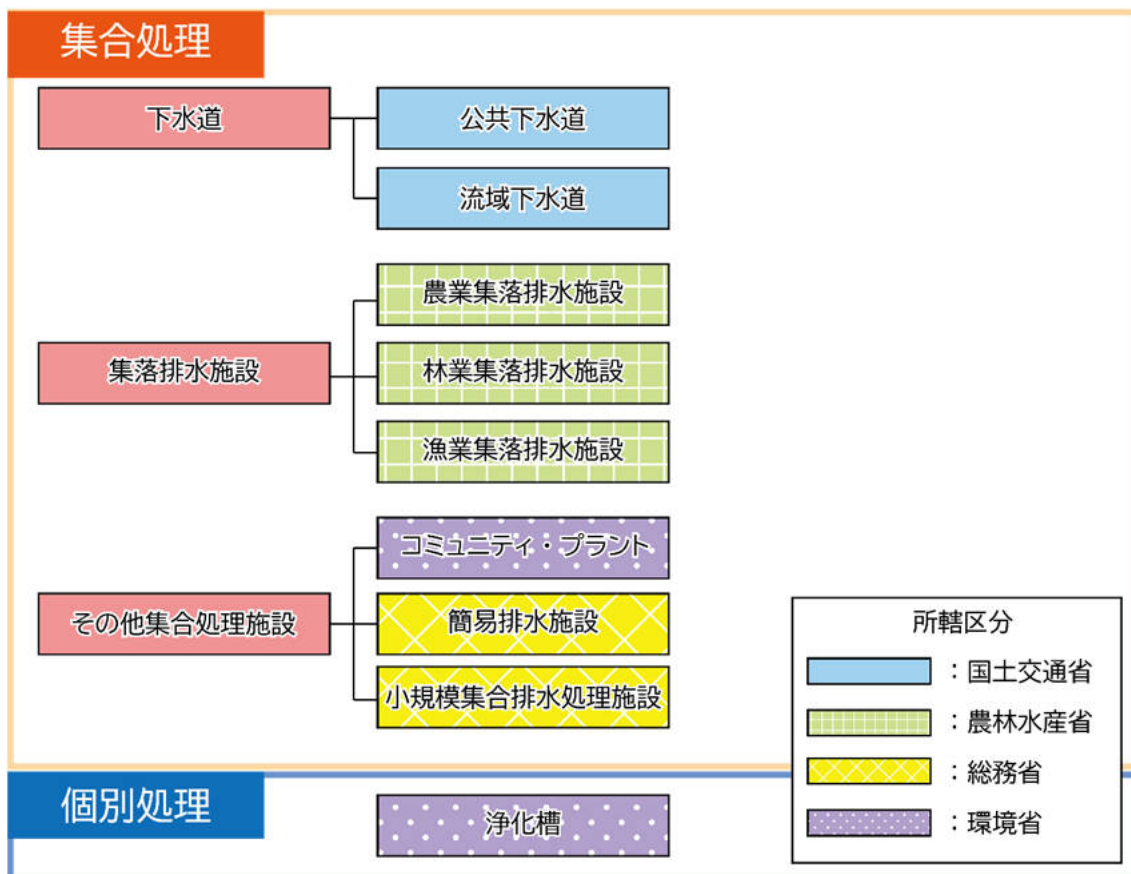 集合処理
下水道
公共下水道
流域下水道
農業集落排水施設
集落排水施設
林業集落排水施設
漁業集落排水施設
コミュニティ・プラント
その他集合処理施設
簡易排水施設
小規模集合排水処理施設
所轄区分
：国土交通省
：農林水産省
：総務省
：環境省
個別処理
浄化槽